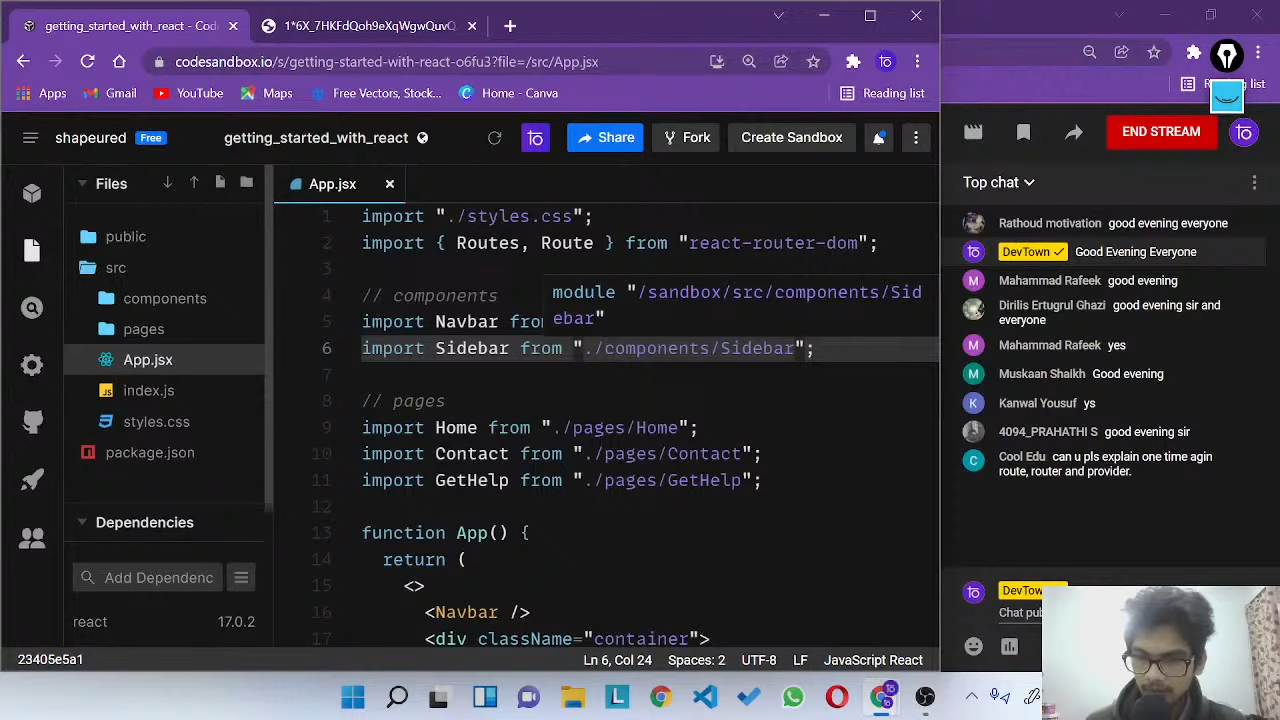 getting_started_with_react - Codi
1*6X_7HKFdQoh9eXqWgwQuvQ
codesandbox.io/s/getting-started-with-react-o6fu3?file=/src/App.jsx
Apps
Gmail
YouTube
Maps
Free Vectors, Stock...
Home - Canva
Reading list
shapeured
Free
getting_started_with_react
Share
Fork
Create Sandbox
END STREAM
Files
App.jsx
public
src
components
pages
App.jsx
index.js
styles.css
package.json
Dependencies
Add Dependenc
react
17.0.2
1 import "./styles.css";
2 import { Routes, Route } from "react-router-dom";
3
4 // components
module "/sandbox/src/components/Sid
ebar"
5 import Navbar from
6 import Sidebar from "./components/Sidebar";
7
8 // pages
9 import Home from "./pages/Home";
10 import Contact from "./pages/Contact";
11 import GetHelp from "./pages/GetHelp";
12
13 function App() {
14 return (
15 <>
16 <Navbar />
17 <div className="container">
23405e5a1
Ln 6, Col 24
Spaces: 2
UTF-8
LF
JavaScript React
Top chat
Rathoud motivation good evening everyone
DevTown Good Evening Everyone
Mahammad Rafeek good evening
Dirilis Ertugrul Ghazi good evening sir and
everyone
Mahammad Rafeek yes
Muskaan Shaikh Good evening
Kanwal Yousuf ys
4094_PRAHATHI S good evening sir
Cool Edu can u pls explain one time agin
route, router and provider.
DevTow
Chat pub